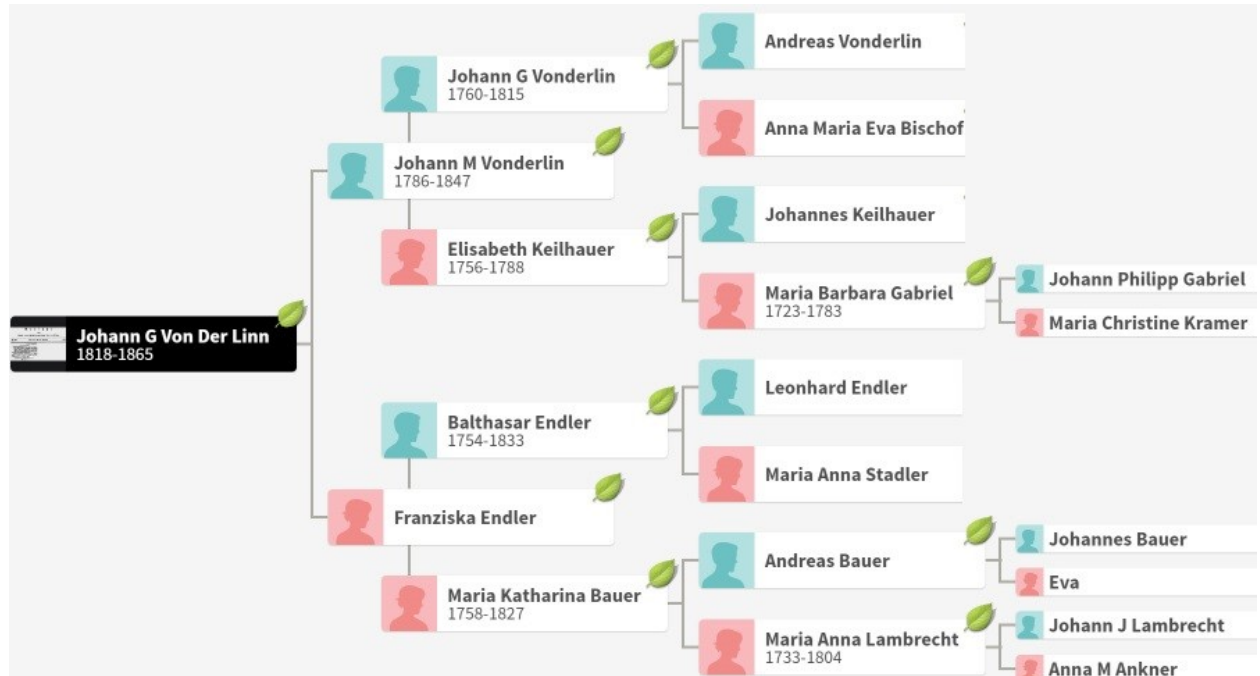 Andreas Vonderlin
Johann G Vonderlin
1760-1815
Anna Maria Eva Bischof
Johann M Vonderlin
1786-1847
Johannes Keilhauer
Elisabeth Keilhauer
1756-1788
Maria Barbara Gabriel
1723-1783
Johann Philipp Gabriel
Maria Christine Kramer
Johann G Von Der Linn
1818-1865
Leonhard Endler
Balthasar Endler
1754-1833
Maria Anna Stadler
Franziska Endler
Andreas Bauer
Johannes Bauer
Eva
Maria Katharina Bauer
1758-1827
Maria Anna Lambrecht
1733-1804
Johann J Lambrecht
Anna M Ankner